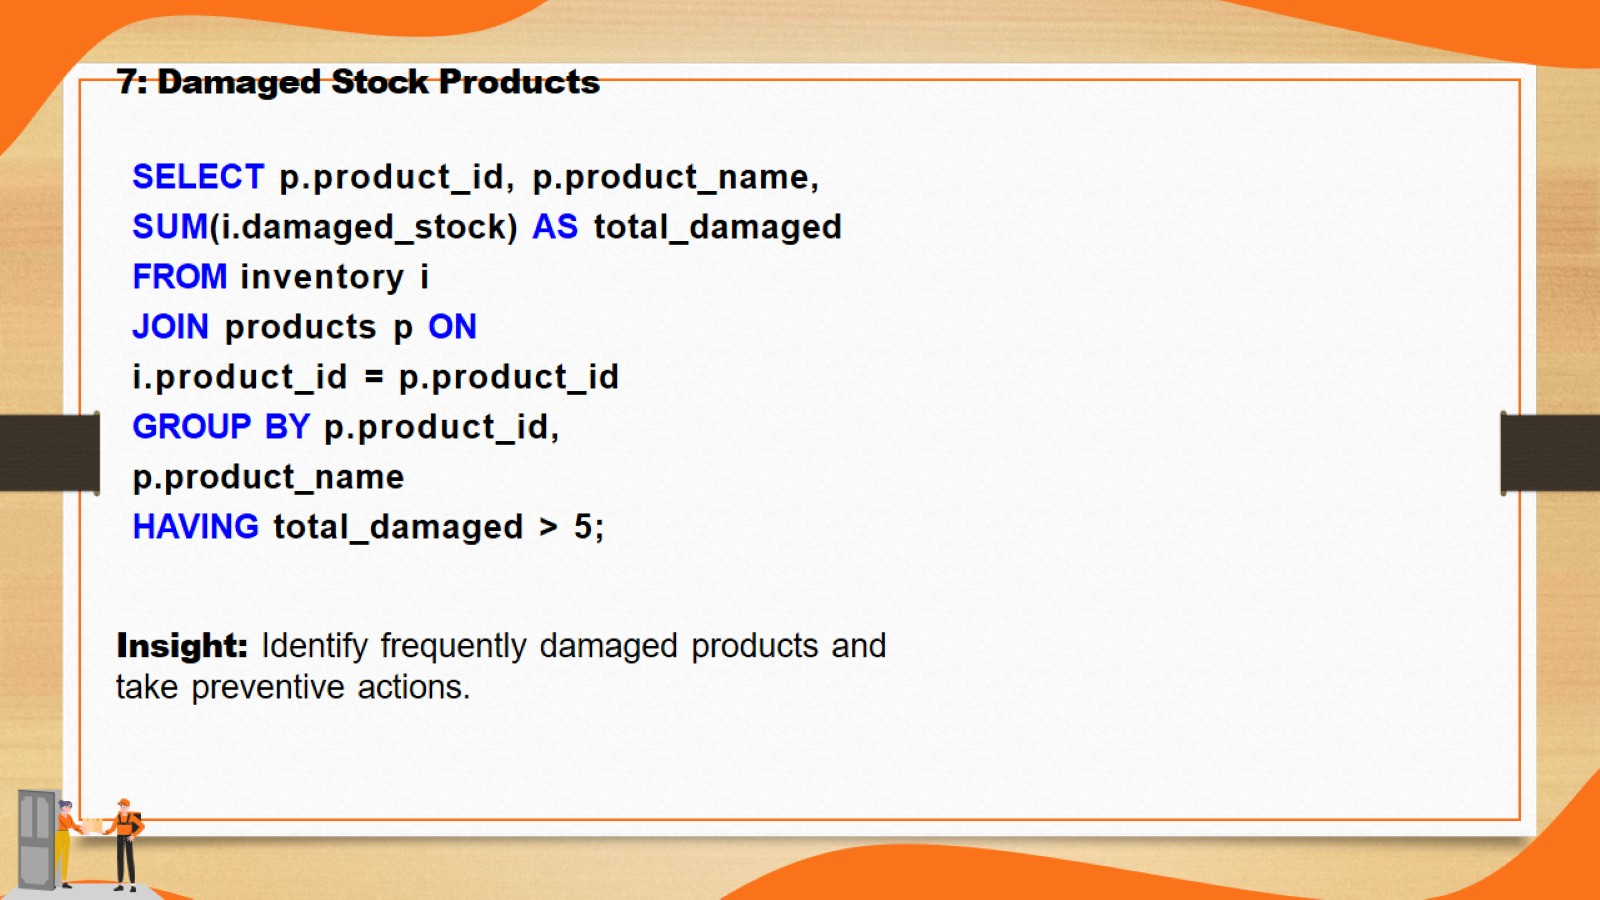 7: Damaged Stock Products
SELECT p.product_id, p.product_name,
SUM(i.damaged_stock) AS total_damaged
FROM inventory i
JOIN products p ON
i.product_id = p.product_id
GROUP BY p.product_id,
p.product_name
HAVING total_damaged > 5;
Insight: Identify frequently damaged products and
take preventive actions.